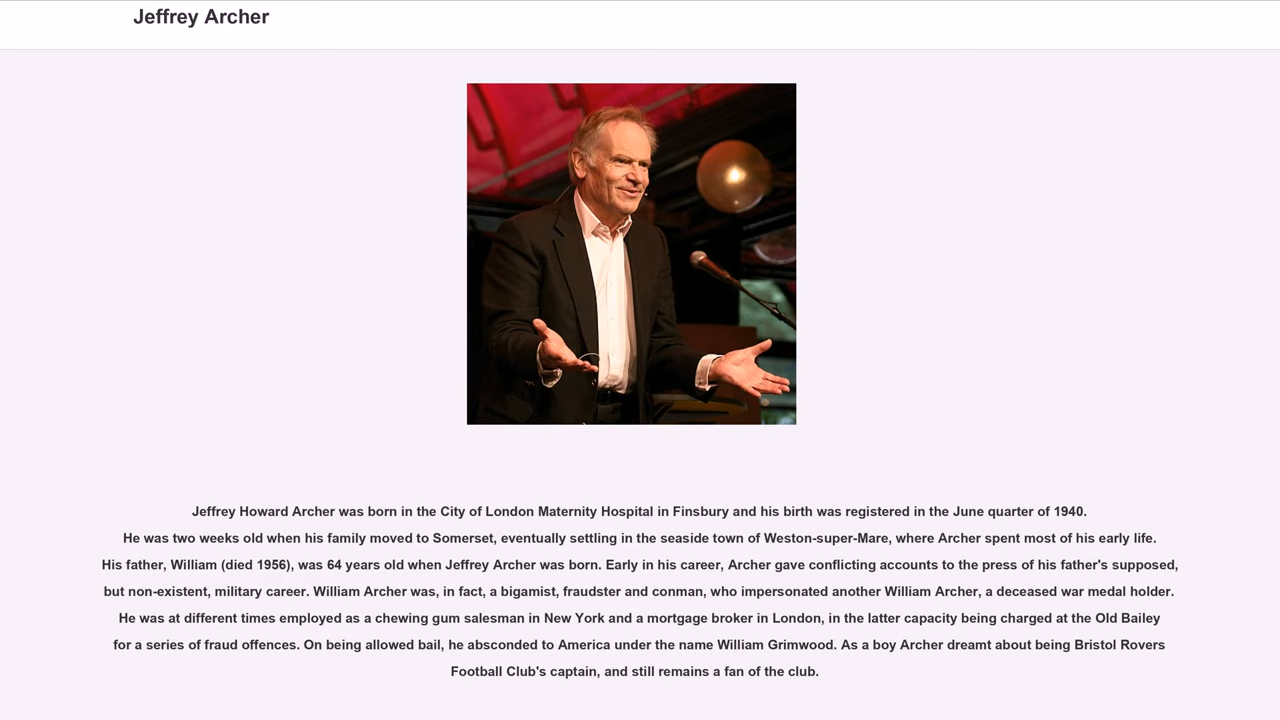 Jeffrey Archer
Jeffrey Howard Archer was born in the City of London Maternity Hospital in Finsbury and his birth was registered in the June quarter of 1940.
He was two weeks old when his family moved to Somerset, eventually settling in the seaside town of Weston-super-Mare, where Archer spent most of his early life.
His father, William (died 1956), was 64 years old when Jeffrey Archer was born. Early in his career, Archer gave conflicting accounts to the press of his father's supposed,
but non-existent, military career. William Archer was, in fact, a bigamist, fraudster and conman, who impersonated another William Archer, a deceased war medal holder.
He was at different times employed as a chewing gum salesman in New York and a mortgage broker in London, in the latter capacity being charged at the Old Bailey
for a series of fraud offences. On being allowed bail, he absconded to America under the name William Grimwood. As a boy Archer dreamt about being Bristol Rovers
Football Club's captain, and still remains a fan of the club.